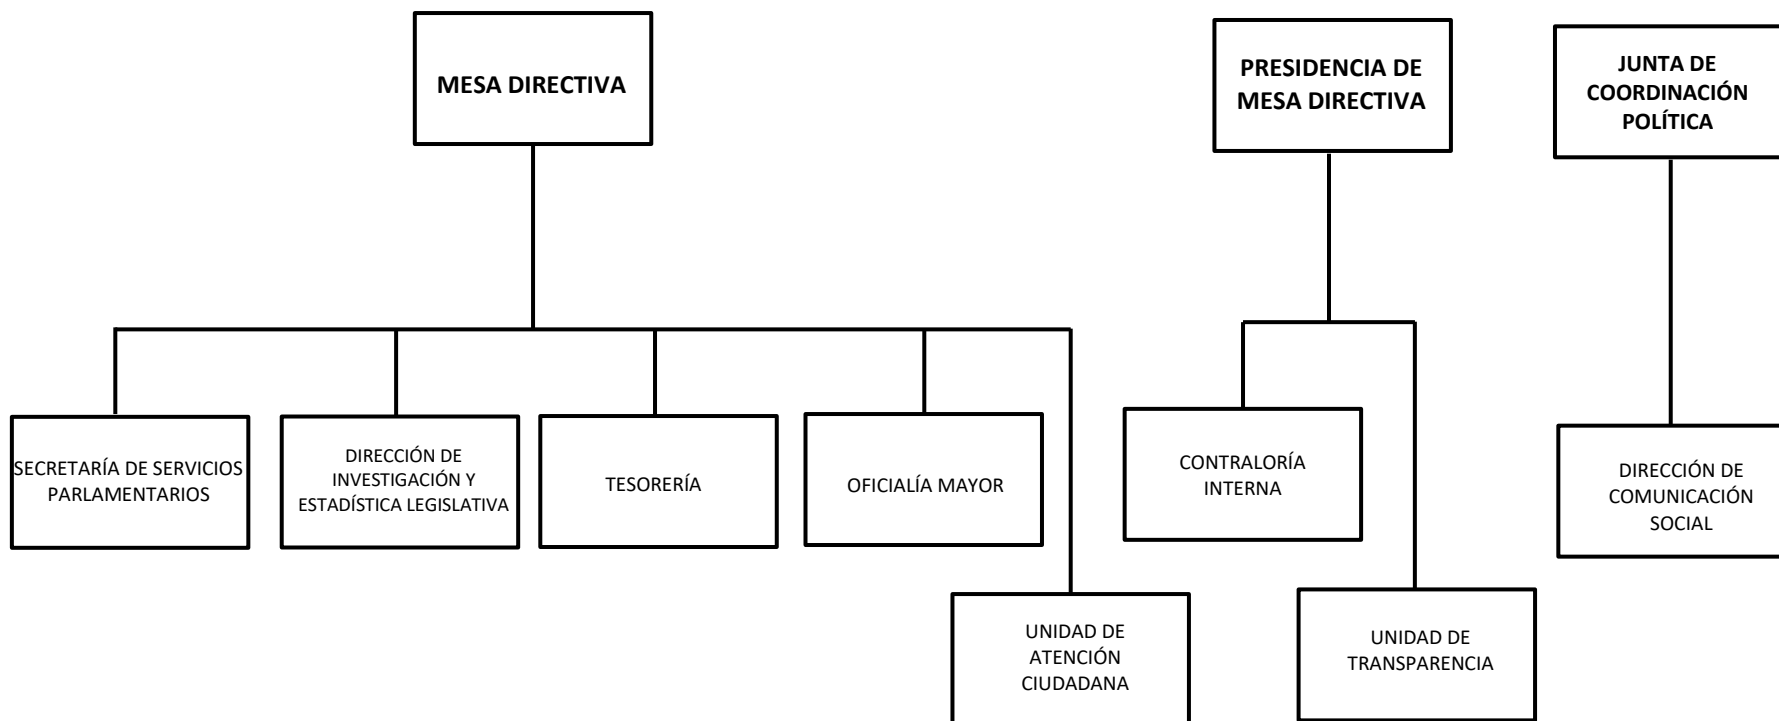 MESA DIRECTIVA
PRESIDENCIA DE
MESA DIRECTIVA
JUNTA DE
COORDINACIÓN
POLÍTICA
SECRETARÍA DE SERVICIOS
PARLAMENTARIOS
DIRECCIÓN DE
INVESTIGACIÓN Y
ESTADÍSTICA LEGISLATIVA
TESORERÍA
OFICIALÍA MAYOR
CONTRALORÍA
INTERNA
DIRECCIÓN DE
COMUNICACIÓN
SOCIAL
UNIDAD DE
ATENCIÓN
CIUDADANA
UNIDAD DE
TRANSPARENCIA